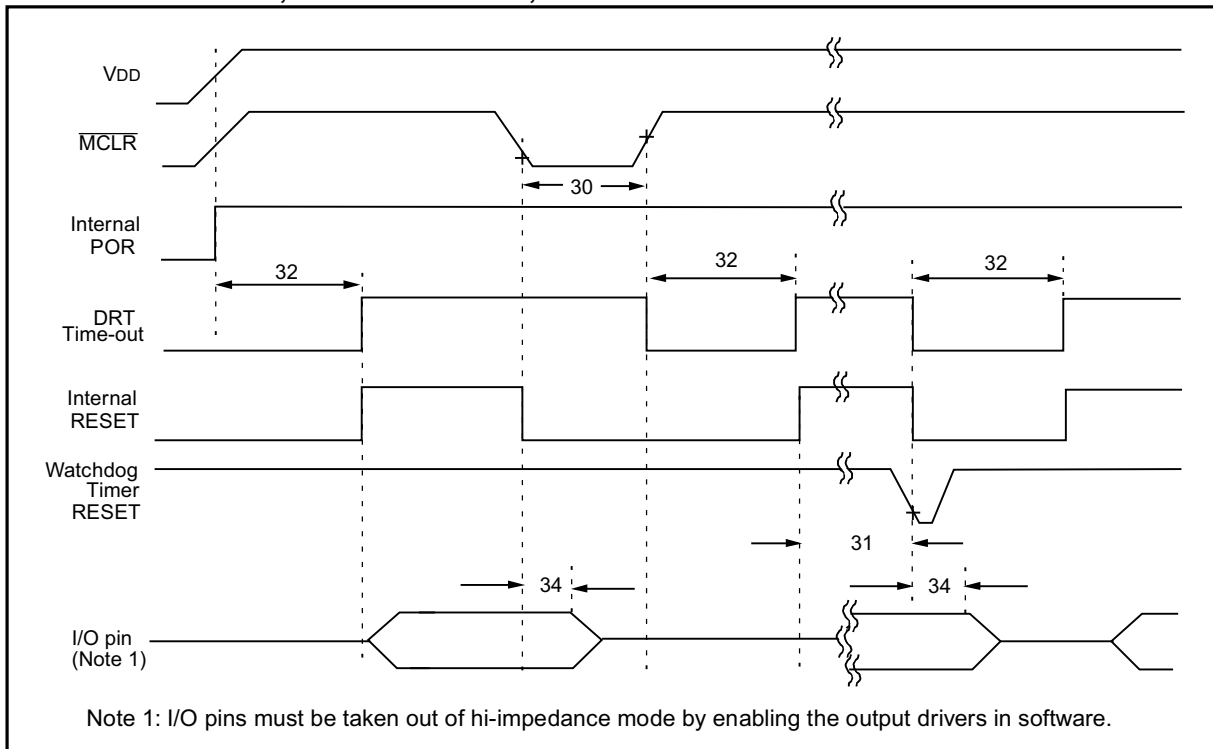 VDD
MCLR
30
Internal
POR
32
32
32
DRT
Time-out
Internal
RESET
Watchdog
Timer
RESET
31
34
34
I/O pin
(Note 1)
Note 1: I/O pins must be taken out of hi-impedance mode by enabling the output drivers in software.